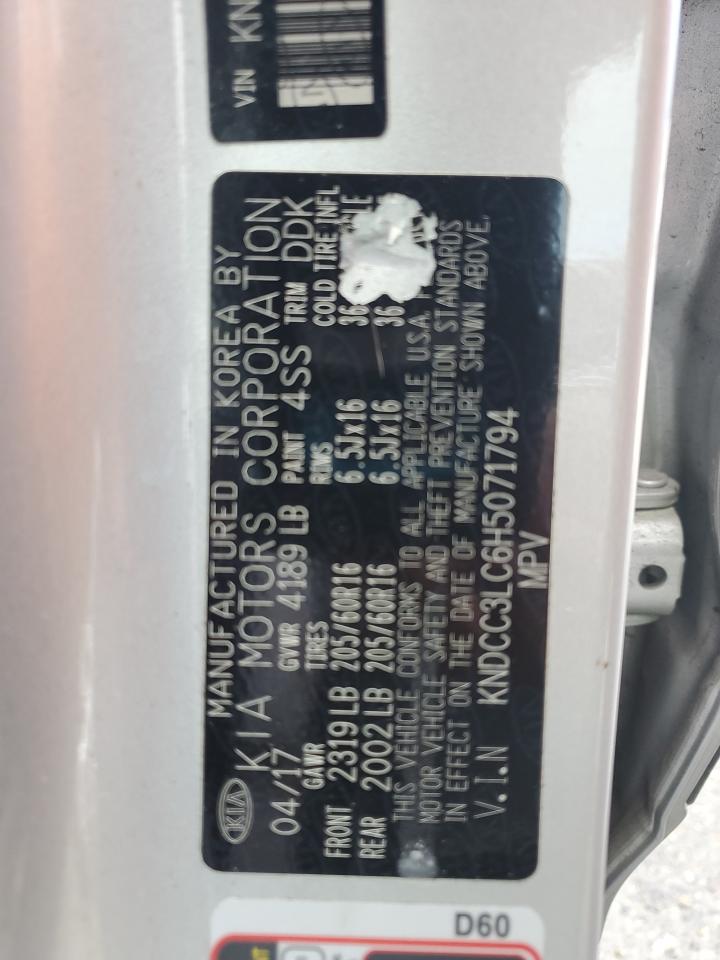 VIN KN
MANUFACTURED IN KOREA BY
KIA KIA MOTORS CORPORATION
04/17 GVWR 4189 LB PAINT 4SS TRIM DDK
GAWR TIRES RIMS COLD TIRE INFL
FRONT 2319 LB 205/60R16 6.5Jx16 36
REAR 2002 LB 205/60R16 6.5Jx16 36
THIS VEHICLE CONFORMS TO ALL APPLICABLE U.S.A.
MOTOR VEHICLE SAFETY AND THEFT PREVENTION STANDARDS
IN EFFECT ON THE DATE OF MANUFACTURE SHOWN ABOVE.
V.I.N KNDCC3LC6H5071794
MPV
D60